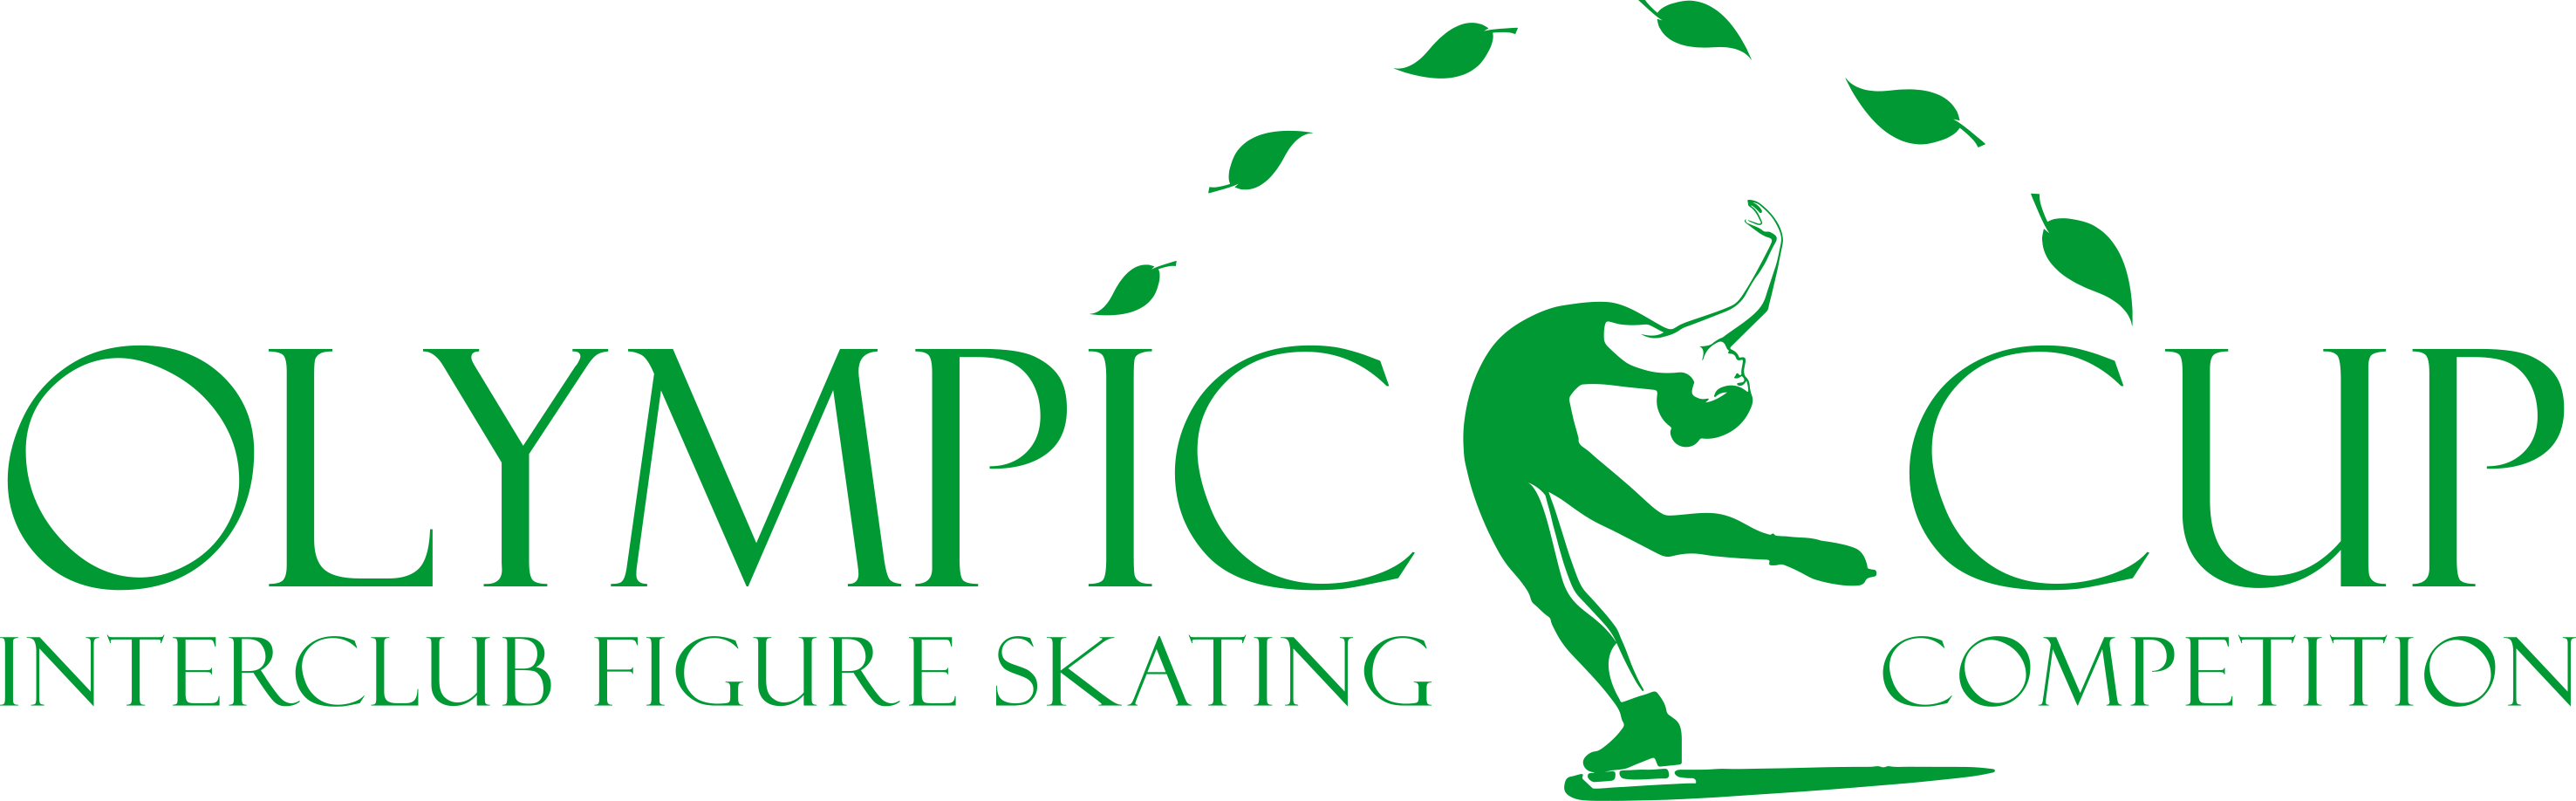 OLYMPIC CUP
INTERCLUB FIGURE SKATING COMPETITION